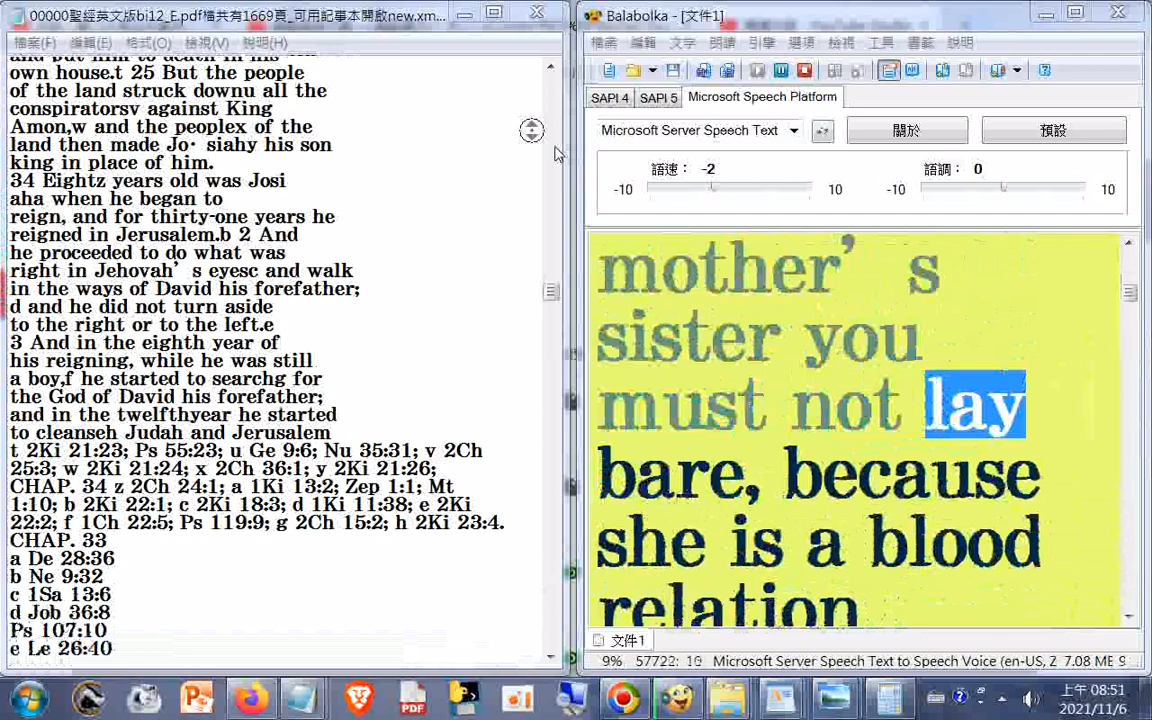 00000聖經英文版bi12_E.pdf檔共有1669頁_可用記事本開啟new.xm...
檔案(F) 編輯(E) 格式(O) 檢視(V) 說明(H)
and put him to death in his
own house.t 25 But the people
of the land struck downu all the
conspiratorsv against King
Amon,w and the peoplex of the
land then made Jo· siahy his son
king in place of him.
34 Eightz years old was Josi
aha when he began to
reign, and for thirty-one years he
reigned in Jerusalem.b 2 And
he proceeded to do what was
right in Jehovah’s eyesc and walk
in the ways of David his forefather;
d and he did not turn aside
to the right or to the left.e
3 And in the eighth year of
his reigning, while he was still
a boy,f he started to searchg for
the God of David his forefather;
and in the twelfthyear he started
to cleanseh Judah and Jerusalem
t 2Ki 21:23; Ps 55:23; u Ge 9:6; Nu 35:31; v 2Ch
25:3; w 2Ki 21:24; x 2Ch 36:1; y 2Ki 21:26;
CHAP. 34 z 2Ch 24:1; a 1Ki 13:2; Zep 1:1; Mt
1:10; b 2Ki 22:1; c 2Ki 18:3; d 1Ki 11:38; e 2Ki
22:2; f 1Ch 22:5; Ps 119:9; g 2Ch 15:2; h 2Ki 23:4.
CHAP. 33
a De 28:36
b Ne 9:32
c 1Sa 13:6
d Job 36:8
Ps 107:10
e Le 26:40
Balabolka - [文件1]
檔案 編輯 文字 朗讀 引擎 選項 檢視 工具 書籤 說明
SAPI 4 SAPI 5 Microsoft Speech Platform
Microsoft Server Speech Text 關於 預設
語速: -2 語調: 0
-10 10 -10 10
mother’s
sister you
must not lay
bare, because
she is a blood
relation
文件1
9% 57722: 10 Microsoft Server Speech Text to Speech Voice (en-US, Z 7.08 MB 9
上午 08:51
2021/11/6